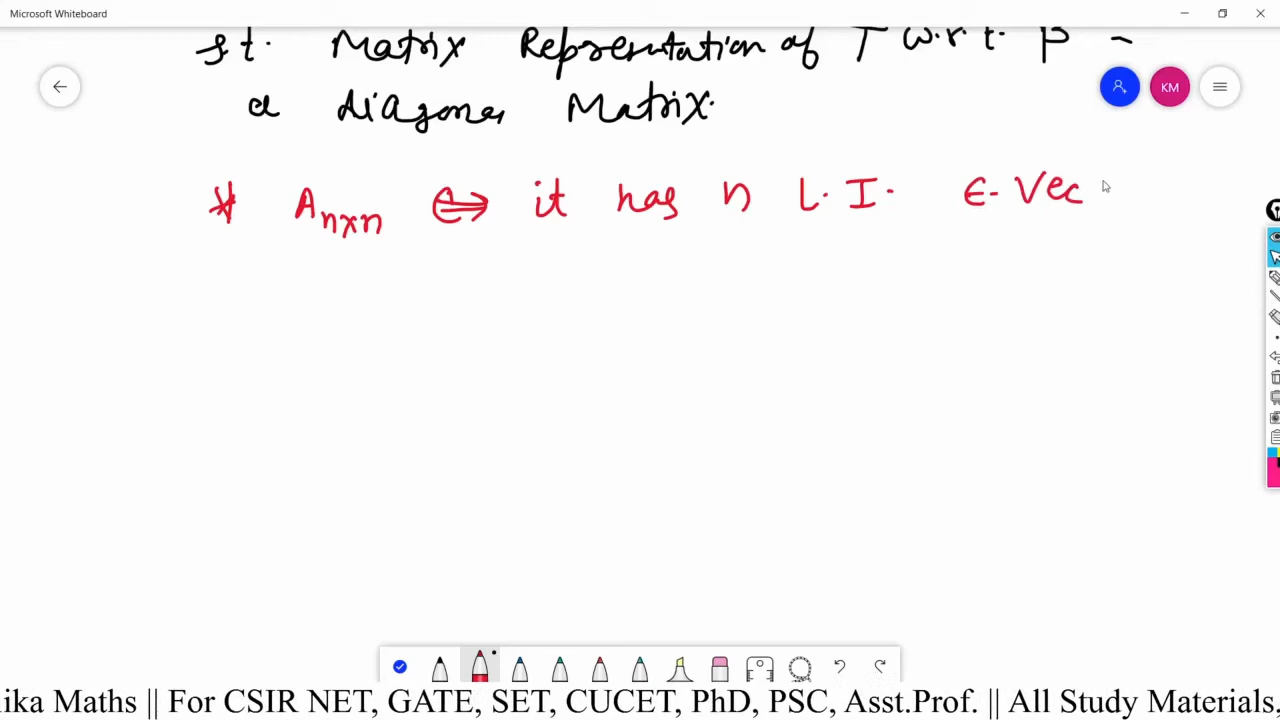 Microsoft Whiteboard
st. Matrix Representation of T w.r.t. β -
a diagonal Matrix.
KM
* Anxn ⇔ it has n L.I. E.Vec
ika Maths || For CSIR NET, GATE, SET, CUCET, PhD, PSC, Asst.Prof. || All Study Materials,